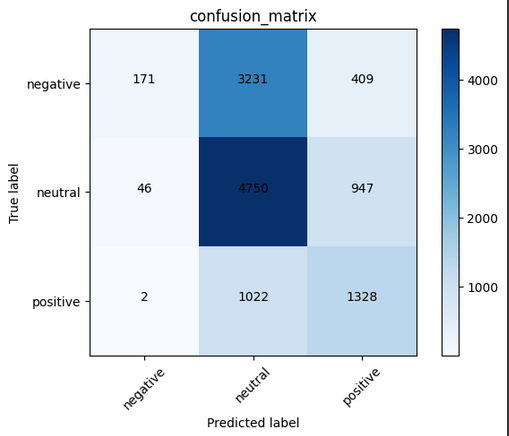 confusion_matrix
negative 171 3231 409
4000
3000
neutral 46 4750 947
2000
1000
positive 2 1022 1328
negative neutral positive
True label
Predicted label